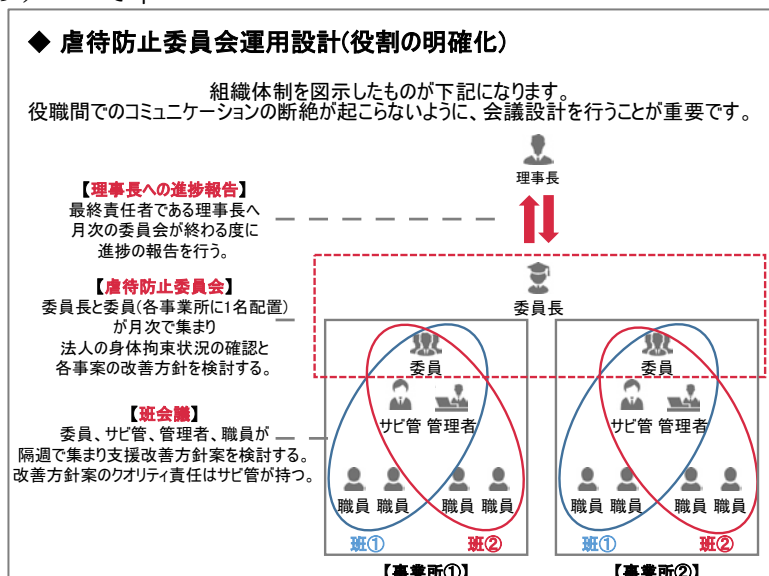 ◆ 虐待防止委員会運用設計(役割の明確化)
組織体制を図示したものが下記になります。
役職間でのコミュニケーションの断絶が起こらないように、会議設計を行うことが重要です。
理事長
【理事長への進捗報告】
最終責任者である理事長へ
月次の委員会が終わる度に
進捗の報告を行う。
委員長
【虐待防止委員会】
委員長と委員(各事業所に1名配置)
が月次で集まり
法人の身体拘束状況の確認と
各事案の改善方針を検討する。
委員
委員
サビ管 管理者
サビ管 管理者
【班会議】
委員、サビ管、管理者、職員が
隔週で集まり支援改善方針案を検討する。
改善方針案のクオリティ責任はサビ管が持つ。
職員 職員 職員 職員
職員 職員 職員 職員
班① 班②
班① 班②
【事業所①】
【事業所②】